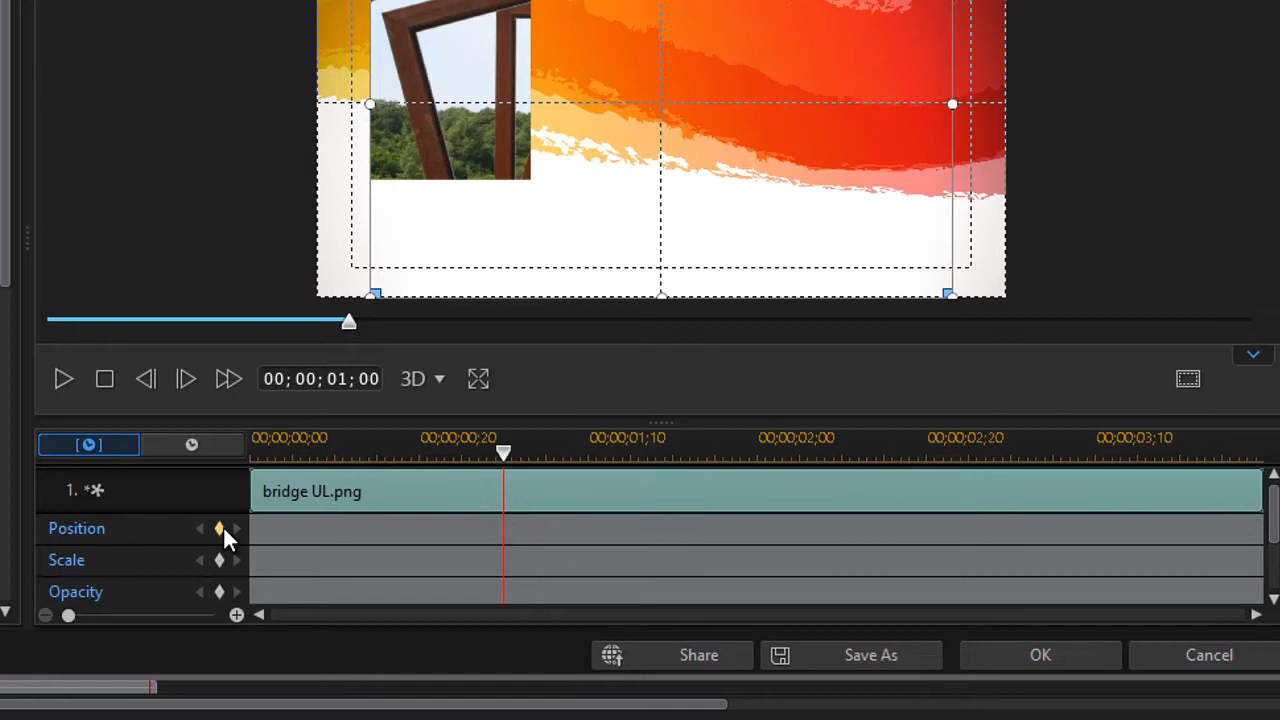 00; 00; 01; 00
3D
00;00;00;00 00;00;00;20 00;00;01;10 00;00;02;00 00;00;02;20 00;00;03;10
1. bridge UL.png
Position
Scale
Opacity
Share Save As OK Cancel